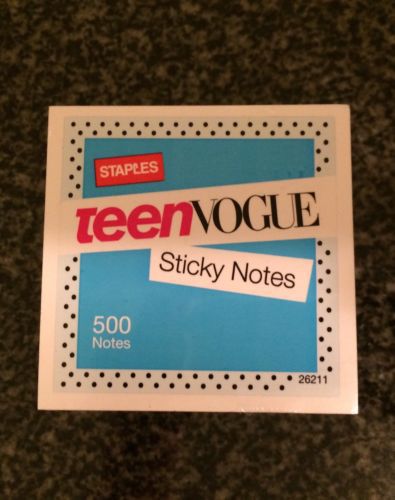 STAPLES
teenVOGUE
Sticky Notes
500
Notes
26211